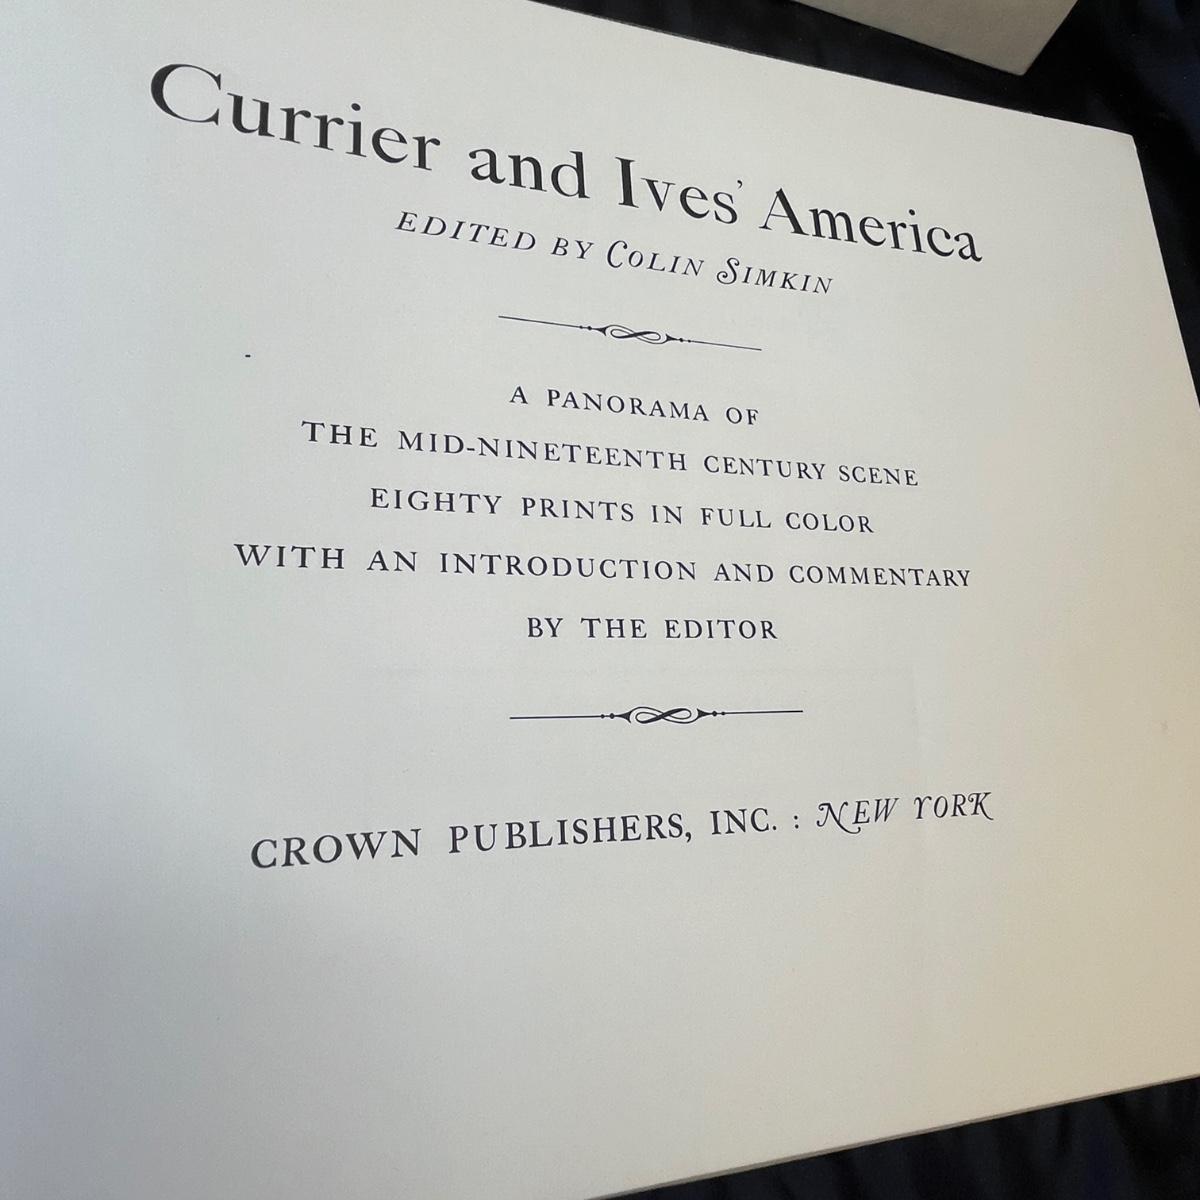 Currier and Ives' America
EDITED BY COLIN SIMKIN
A PANORAMA OF
THE MID-NINETEENTH CENTURY SCENE
EIGHTY PRINTS IN FULL COLOR
WITH AN INTRODUCTION AND COMMENTARY
BY THE EDITOR
CROWN PUBLISHERS, INC. : NEW YORK